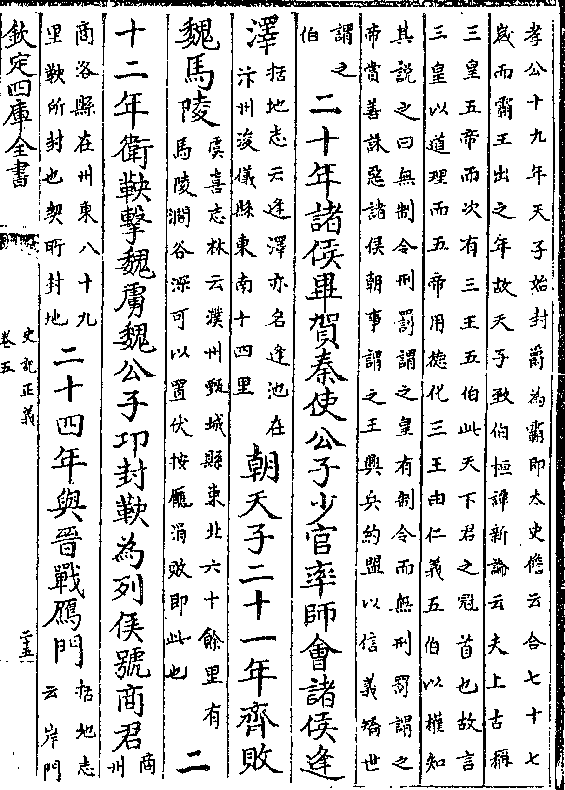 孝公十九年天子始封爵為霸即太史儋云合七十七
歲而霸王出之年故天子致伯桓譚新論云夫上古稱
三皇五帝而次有三王五伯此天下君之冠首也故言
三皇以道理而五帝用德化三王由仁義五伯以權知
其説之曰無制令刑罰謂之皇有制令而無刑罰謂之
帝賞善誅惡諸侯朝事謂之王興兵約盟以信義矯世
謂之
伯
二十年諸侯畢賀秦使公子少官率師會諸侯逢
澤
括地志云逢澤亦名逢池在
汴州浚儀縣東南十四里
朝天子二十一年齊敗
魏馬陵
虞喜志林云濮州甄城縣東北六十餘里有
馬陵澗谷深可以置伏按龐涓敗即此也
二
十二年衛鞅擊魏虜魏公子卬封鞅為列侯號商君
商
州
商洛縣在州東八十九
里鞅所封也契所封地
二十四年與晉戰鴈門
括地志
云岸門
欽定四庫全書
史記正義
卷五
二五